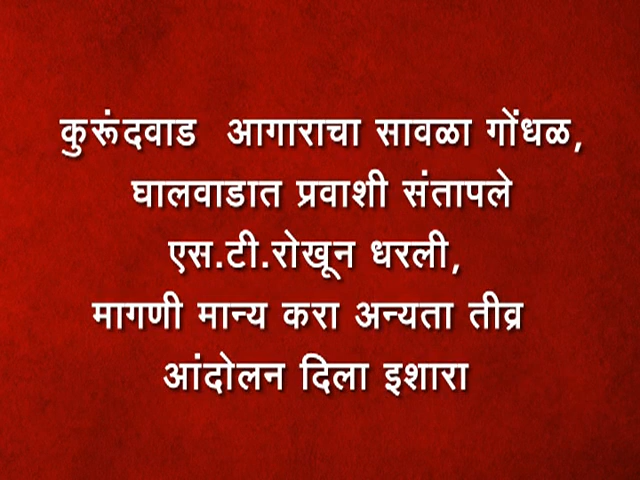 कुरूंदवाड आगाराचा सावळा गोंधळ,
घालवाडात प्रवाशी संतापले
एस.टी.रोखून धरली,
मागणी मान्य करा अन्यता तीव्र
आंदोलन दिला इशारा